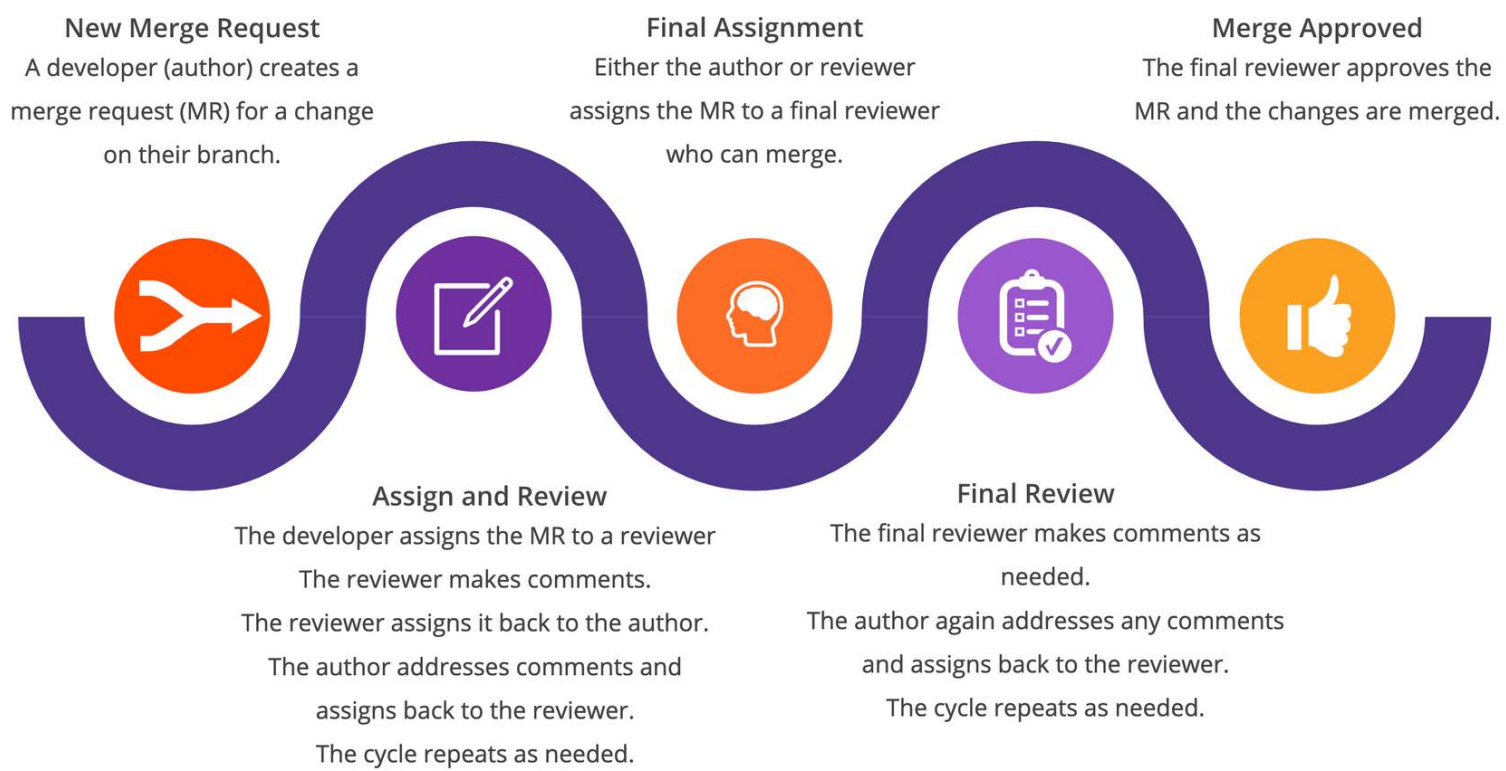 New Merge Request
A developer (author) creates a
merge request (MR) for a change
on their branch.
Assign and Review
The developer assigns the MR to a reviewer
The reviewer makes comments.
The reviewer assigns it back to the author.
The author addresses comments and
assigns back to the reviewer.
The cycle repeats as needed.
Final Assignment
Either the author or reviewer
assigns the MR to a final reviewer
who can merge.
Final Review
The final reviewer makes comments as
needed.
The author again addresses any comments
and assigns back to the reviewer.
The cycle repeats as needed.
Merge Approved
The final reviewer approves the
MR and the changes are merged.